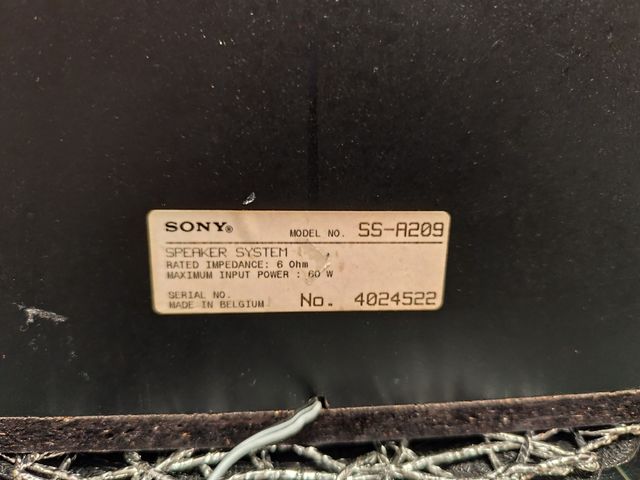 SONY® MODEL NO. SS-A209
SPEAKER SYSTEM
RATED IMPEDANCE: 6 Ohm
MAXIMUM INPUT POWER : 60 W
SERIAL NO.
MADE IN BELGIUM No. 4024522